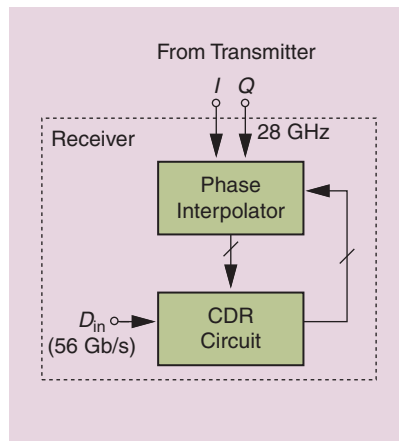 From Transmitter
I Q
28 GHz
Receiver
Phase
Interpolator
Din
(56 Gb/s)
CDR
Circuit